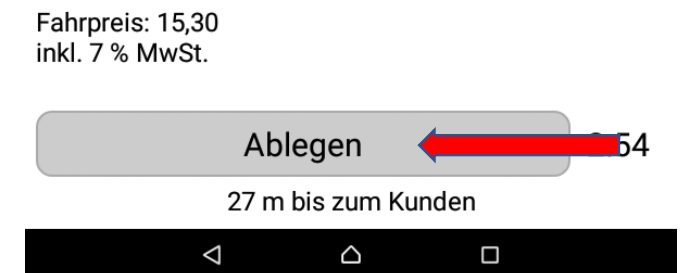 Fahrpreis: 15,30
inkl. 7 % MwSt.
Ablegen
27 m bis zum Kunden